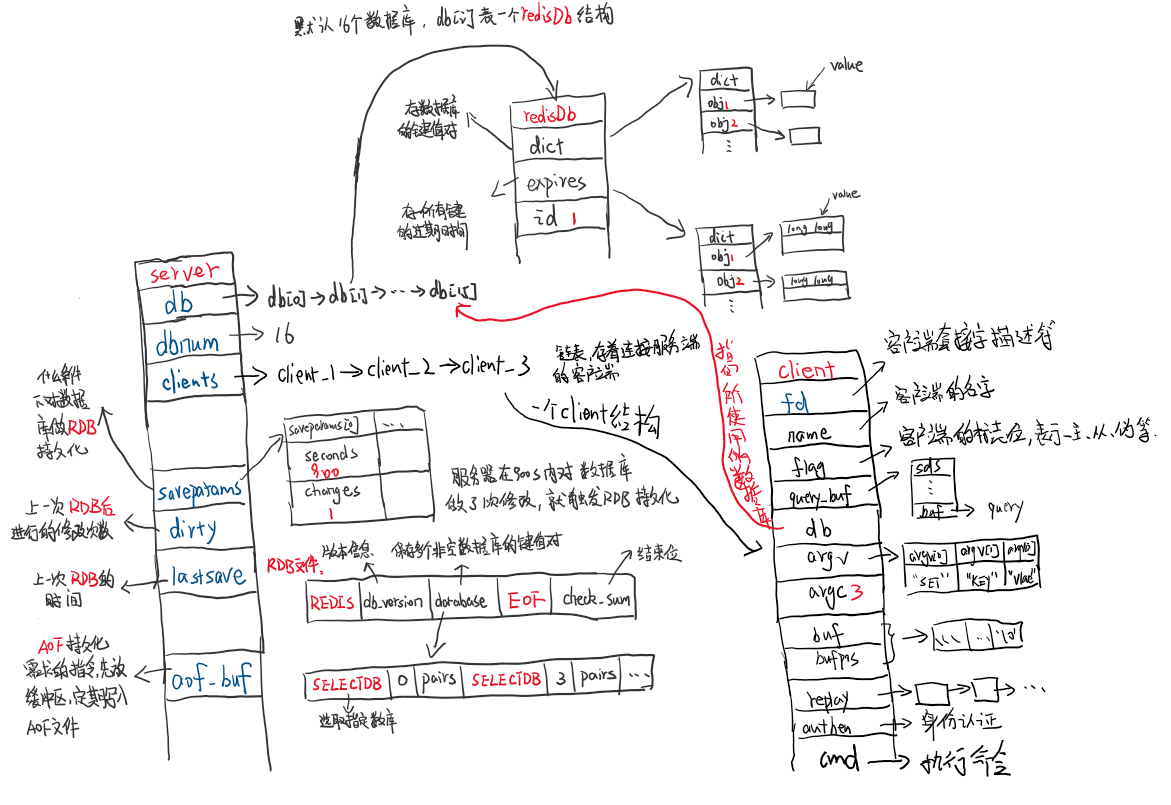 默认16个数据库，db[i]表一个redisDb结构
value
dict
obj1
obj2
⋮
存数据库
的键值对
redisDb
dict
expires
id 1
存所有键
的过期时间
value
dict
obj1
obj2
⋮
long long
long long
server
db
dbnum
clients
saveparams
dirty
lastsave
aof_buf
db[0]→db[1]→…→db[15]
16
client_1→client_2→client_3
链表，存着连接服务端
的客户端
一个client结构
指向所使用的数据库
什么条件
下对数据
库做RDB
持久化
上一次RDB后
进行的修改次数
上一次RDB的
时间
AOF持久化
需求的指令先放
缓冲区，定期写入
AOF文件
saveparams[0]
…
seconds
900
changes
1
服务器在900s内对数据库
做了1次修改，就触发RDB持久化
RDB文件。
版本信息
保存多个非空数据库的键值对
结束位
REDIS
db_version
database
EOF
check_sum
SELECTDB
0
pairs
SELECTDB
3
pairs
…
选取指定数库
client
fd
name
flag
query_buf
db
argv
argc 3
buf
bufpis
replay
authen
cmd
客户端套接字描述符
客户端的名字
客户端的标志位，表示主、从、伪等.
sds
⋮
buf
query
argv[0]
argv[1]
"SET"
"KEY"
…
'\0'
…
身份认证
执行命令